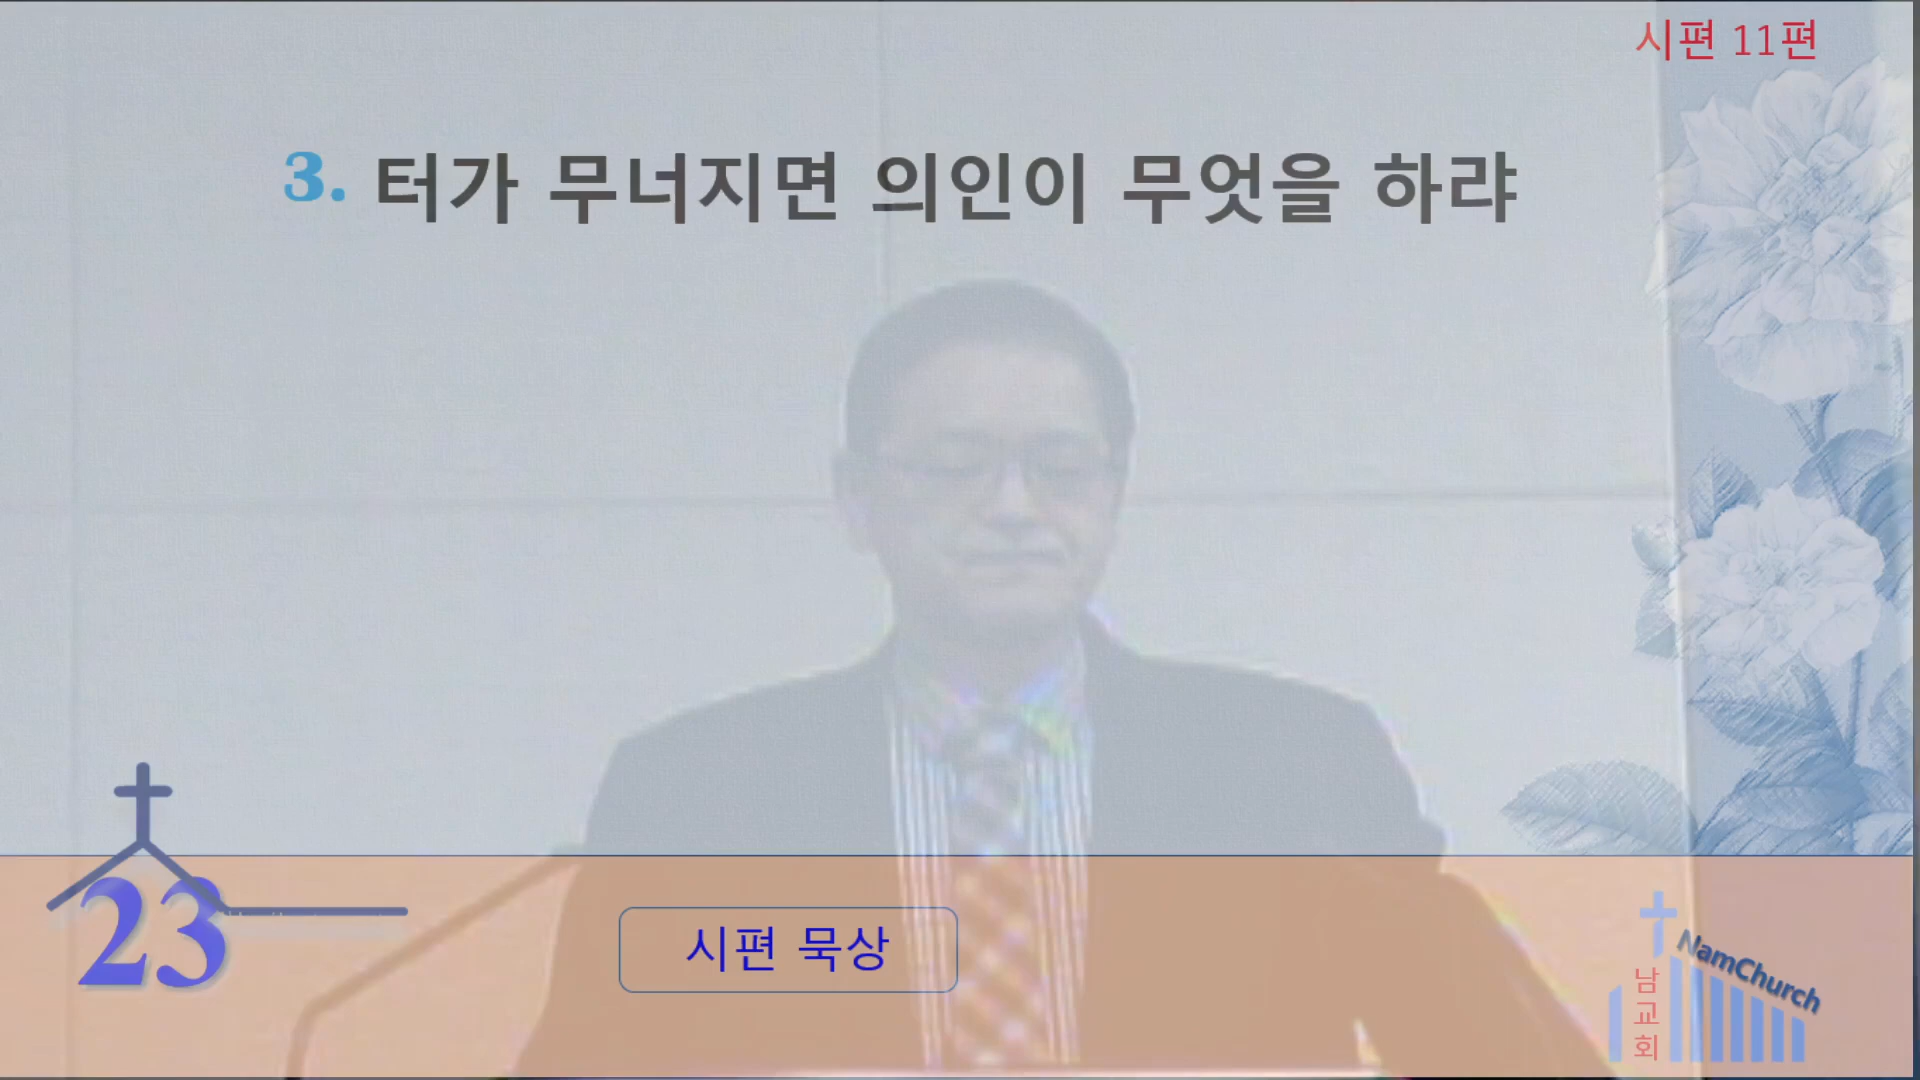 시편 11편
3. 터가 무너지면 의인이 무엇을 하랴
23
시편 묵상
NamChurch
남교회